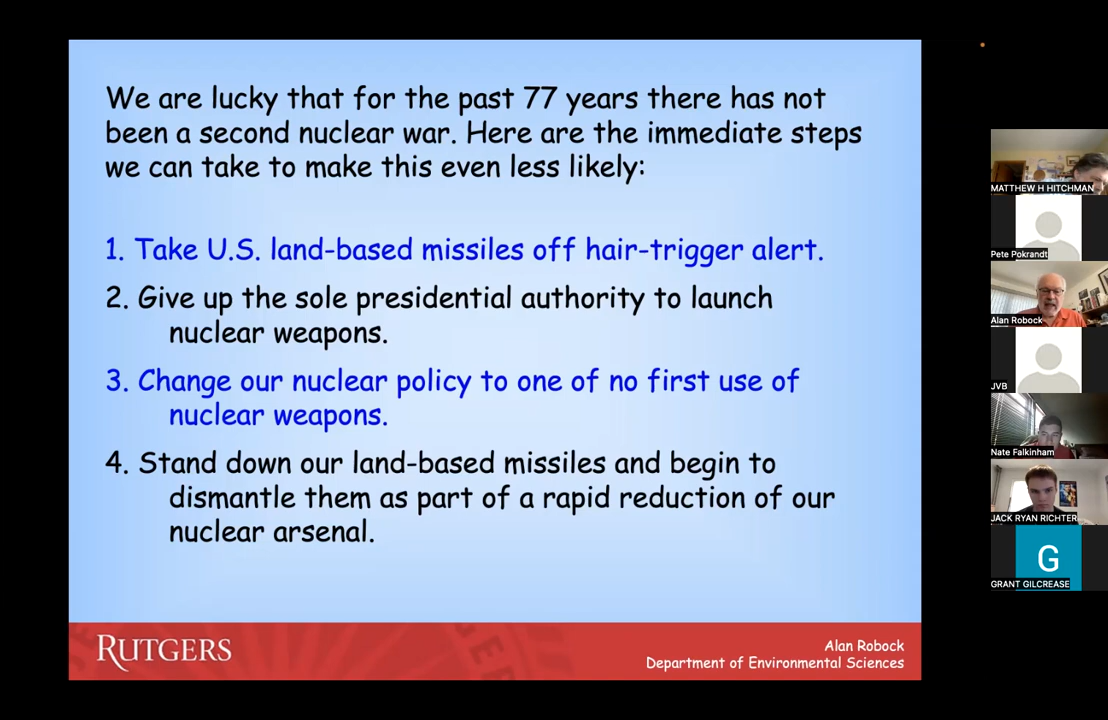 We are lucky that for the past 77 years there has not
been a second nuclear war. Here are the immediate steps
we can take to make this even less likely:
1. Take U.S. land-based missiles off hair-trigger alert.
2. Give up the sole presidential authority to launch
nuclear weapons.
3. Change our nuclear policy to one of no first use of
nuclear weapons.
4. Stand down our land-based missiles and begin to
dismantle them as part of a rapid reduction of our
nuclear arsenal.
RUTGERS
Alan Robock
Department of Environmental Sciences
MATTHEW H HITCHMAN
Pete Pokrandt
Alan Robock
JVB
Nate Falkinham
JACK RYAN RICHTER
G
GRANT GILCREASE